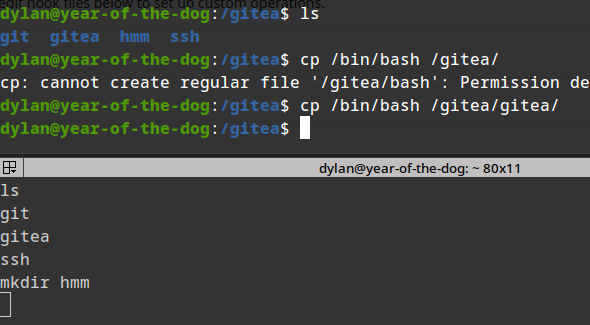 edit hook files below to set up custom operations.
dylan@year-of-the-dog:/gitea$ ls
git gitea hmm ssh
dylan@year-of-the-dog:/gitea$ cp /bin/bash /gitea/
cp: cannot create regular file '/gitea/bash': Permission de
dylan@year-of-the-dog:/gitea$ cp /bin/bash /gitea/gitea/
dylan@year-of-the-dog:/gitea$
dylan@year-of-the-dog: ~ 80x11
ls
git
gitea
ssh
mkdir hmm